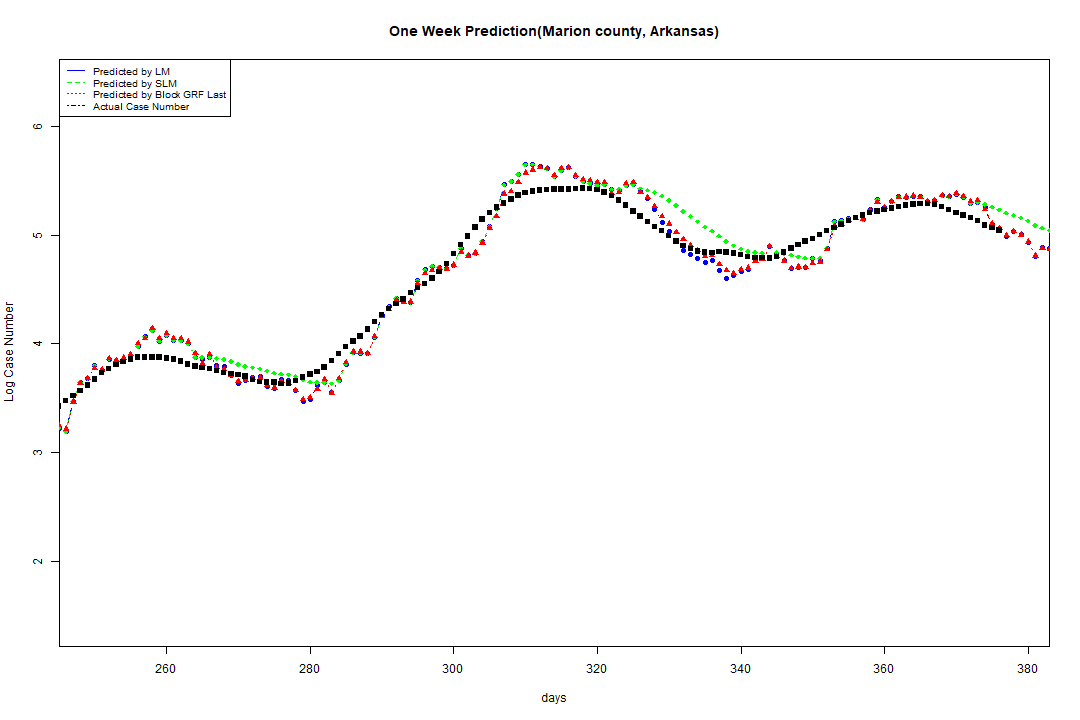 One Week Prediction(Marion county, Arkansas)
Predicted by LM
Predicted by SLM
Predicted by Block GRF Last
Actual Case Number
6
5
4
3
2
Log Case Number
260 280 300 320 340 360 380
days